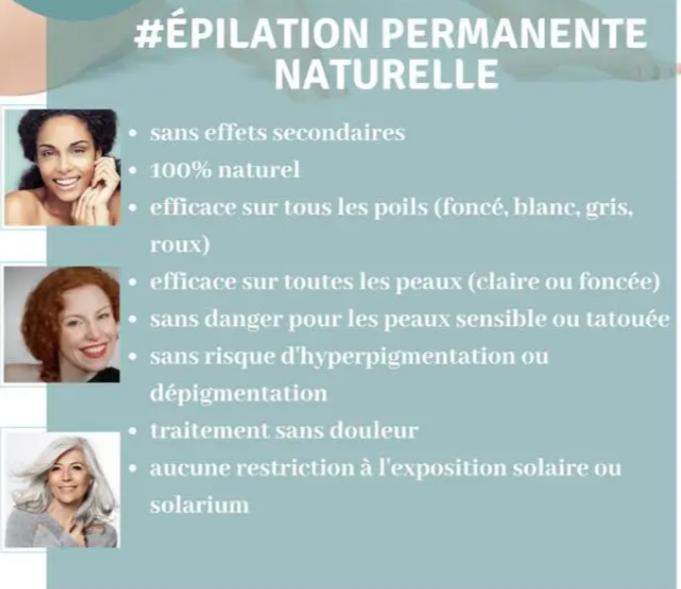 #ÉPILATION PERMANENTE
NATURELLE
• sans effets secondaires
• 100% naturel
• efficace sur tous les poils (foncé, blanc, gris,
roux)
• efficace sur toutes les peaux (claire ou foncée)
• sans danger pour les peaux sensible ou tatouée
• sans risque d'hyperpigmentation ou
dépigmentation
• traitement sans douleur
• aucune restriction à l'exposition solaire ou
solarium